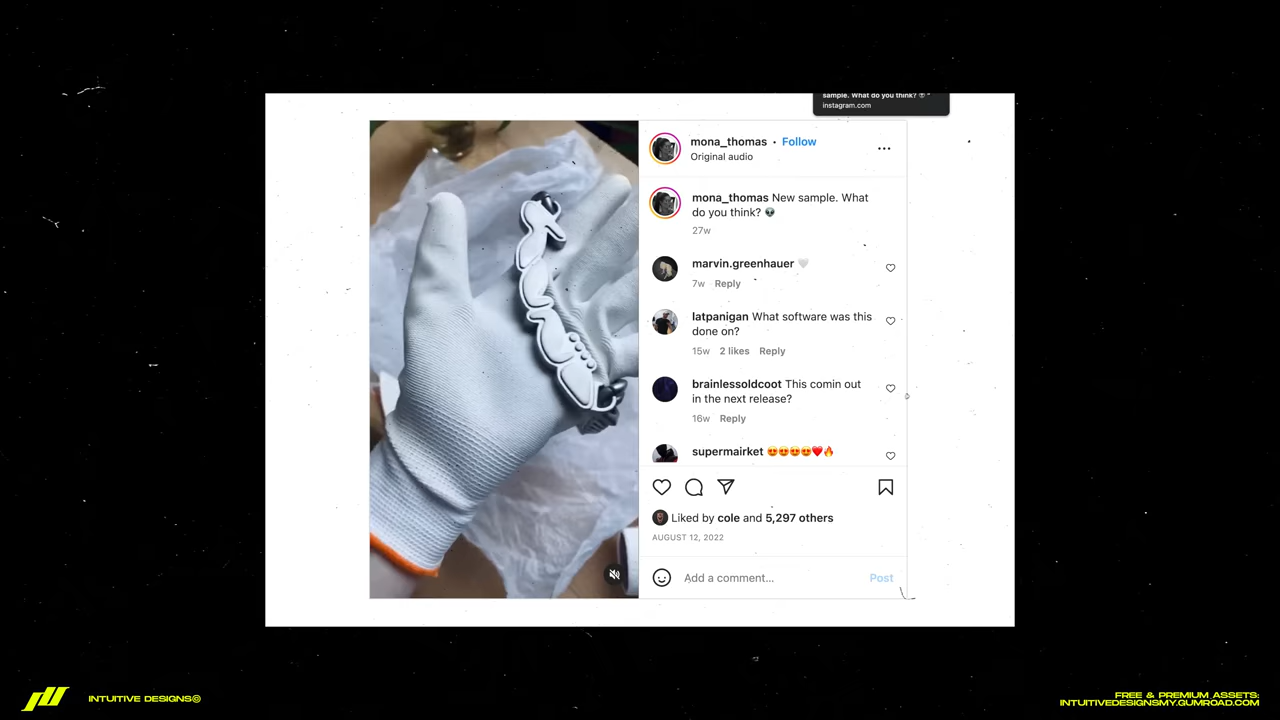 sample. What do you think? 👽"
instagram.com
mona_thomas • Follow
Original audio
mona_thomas New sample. What
do you think? 👽
27w
marvin.greenhauer 🤍
7w Reply
latpanigan What software was this
done on?
15w 2 likes Reply
brainlessoldcoot This comin out
in the next release?
16w Reply
supermairket 😍😍😍😍❤️🔥
Liked by cole and 5,297 others
AUGUST 12, 2022
Add a comment... Post
INTUITIVE DESIGNS©
FREE & PREMIUM ASSETS:
INTUITIVEDESIGNSMY.GUMROAD.COM